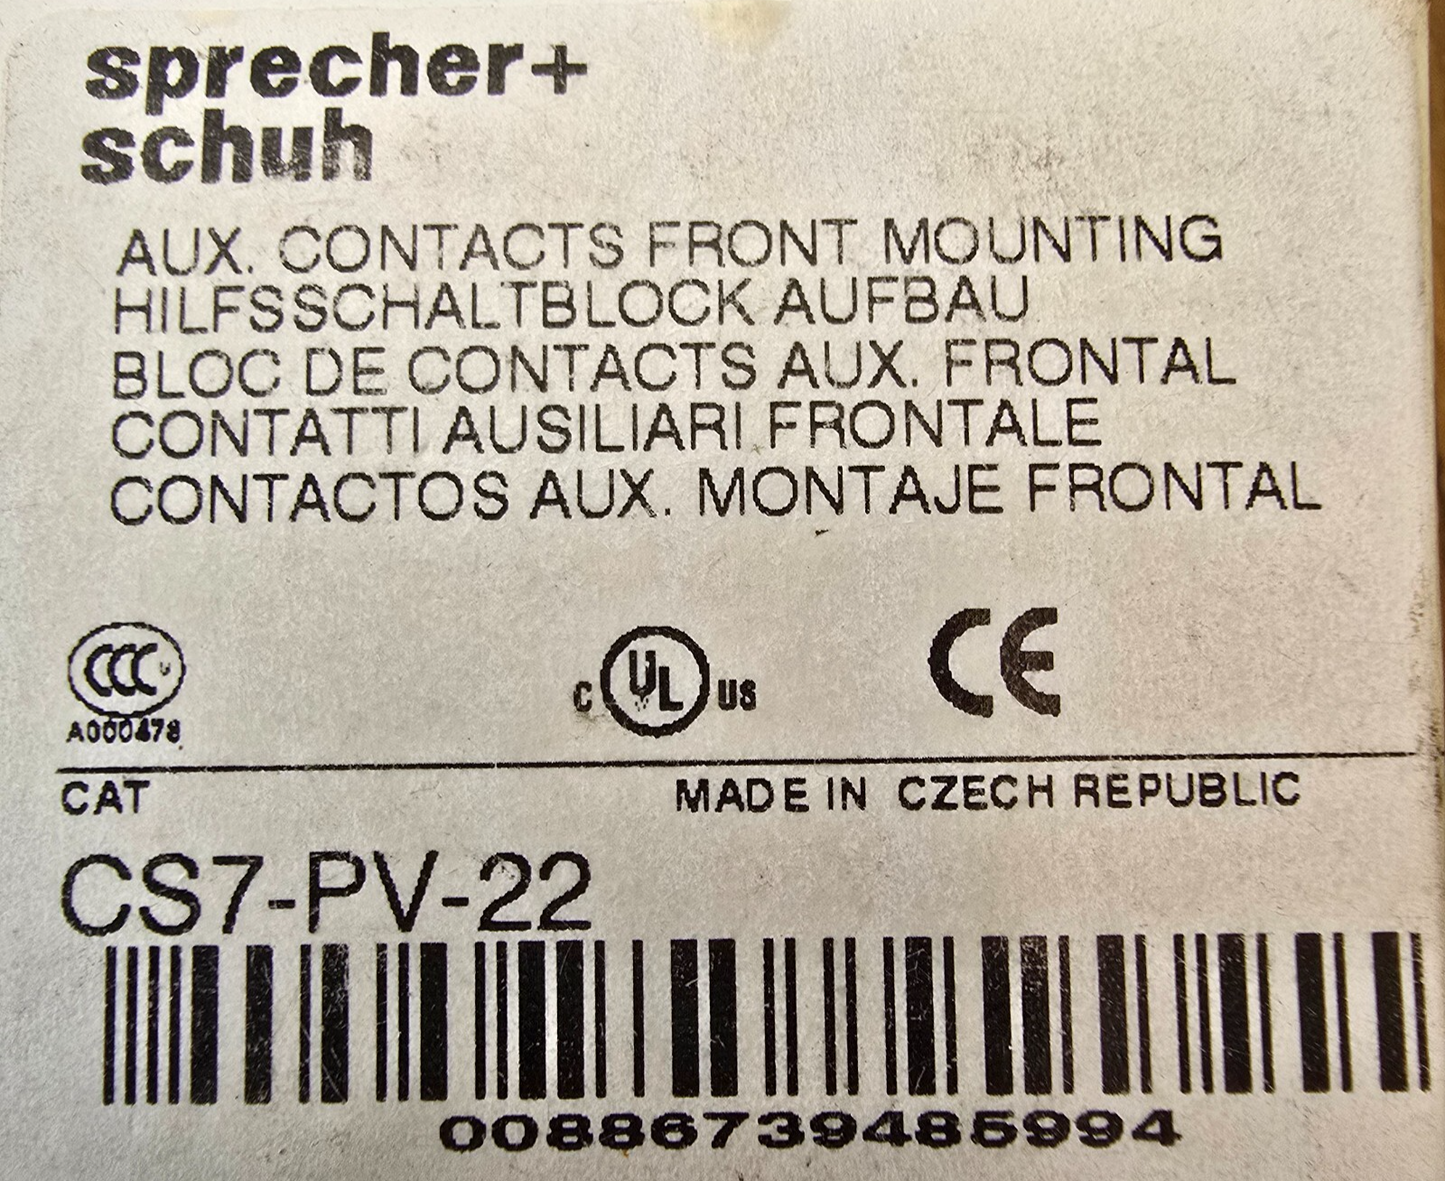 sprecher+
schuh
AUX. CONTACTS FRONT MOUNTING
HILFSSCHALTBLOCK AUFBAU
BLOC DE CONTACTS AUX. FRONTAL
CONTATTI AUSILIARI FRONTALE
CONTACTOS AUX. MONTAJE FRONTAL
CCC
A000478
C UL US
CE
CAT
MADE IN CZECH REPUBLIC
CS7-PV-22
00886739485994